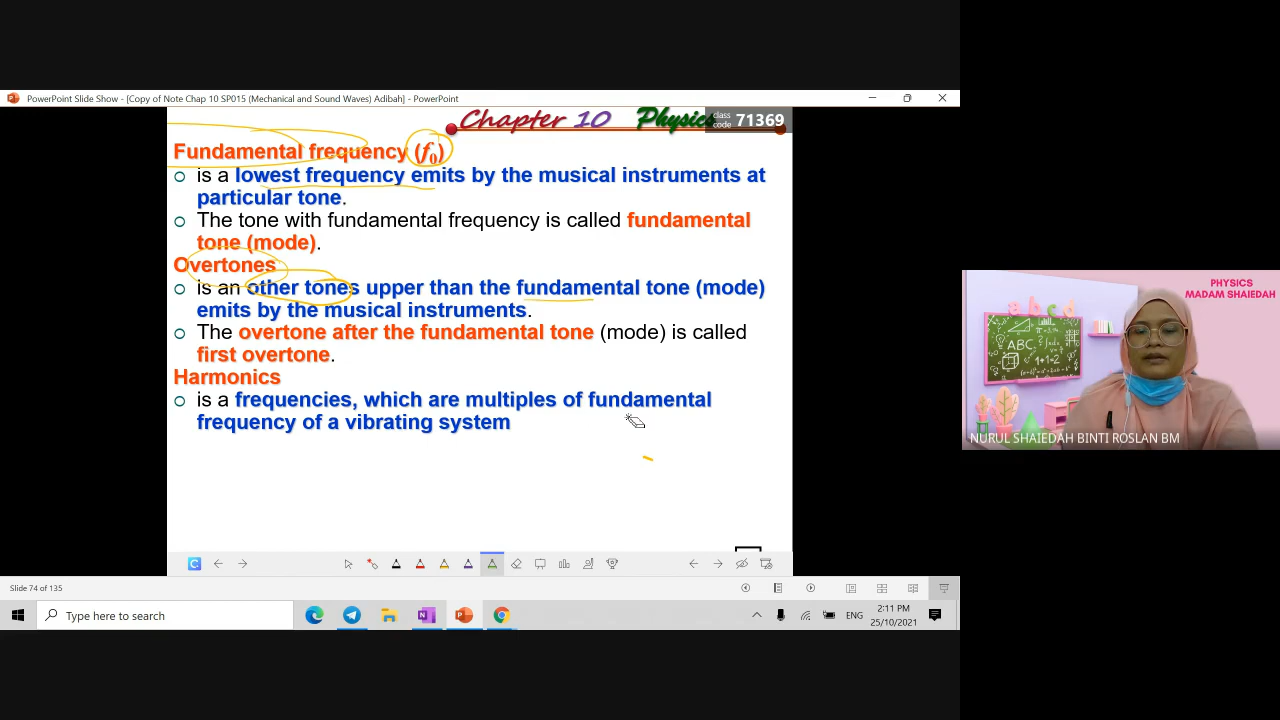 PowerPoint Slide Show - [Copy of Note Chap 10 SP015 (Mechanical and Sound Waves) Adibah] - PowerPoint
Chapter 10 Physics
class code 71369
Fundamental frequency (f0)
is a lowest frequency emits by the musical instruments at
particular tone.
The tone with fundamental frequency is called fundamental
tone (mode).
Overtones
is an other tones upper than the fundamental tone (mode)
emits by the musical instruments.
The overtone after the fundamental tone (mode) is called
first overtone.
Harmonics
is a frequencies, which are multiples of fundamental
frequency of a vibrating system
Slide 74 of 135
Type here to search
ENG
2:11 PM
25/10/2021
PHYSICS
MADAM SHAIEDAH
abcd
ABC
1+1=2
NURUL SHAIEDAH BINTI ROSLAN BM